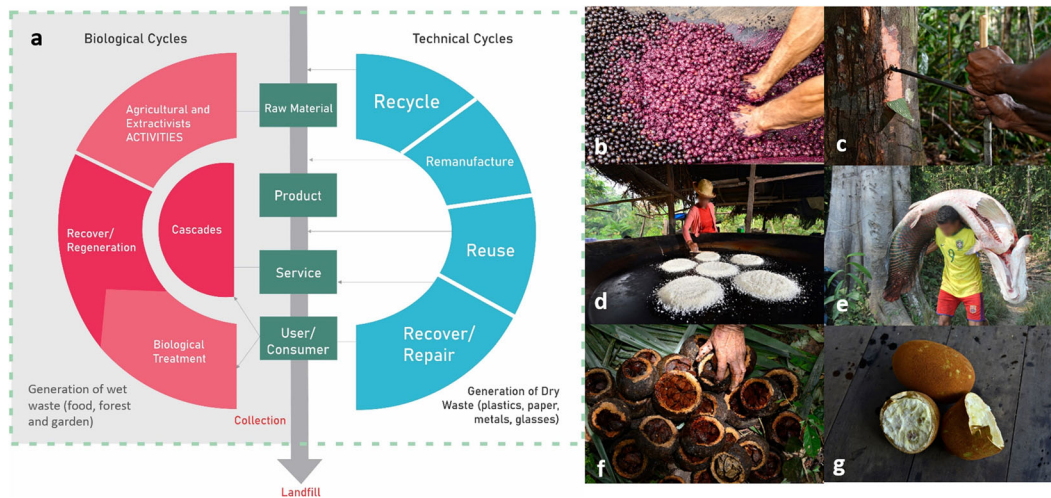 a
Biological Cycles
Technical Cycles
Agricultural and
Extractivists
ACTIVITIES
Raw Material
Recycle
Remanufacture
Product
Recover/
Regeneration
Cascades
Reuse
Service
User/
Consumer
Biological
Treatment
Recover/
Repair
Generation of wet
waste (food, forest
and garden)
Collection
Generation of Dry
Waste (plastics, paper,
metals, glasses)
Landfill
b
c
d
e
9
f
g